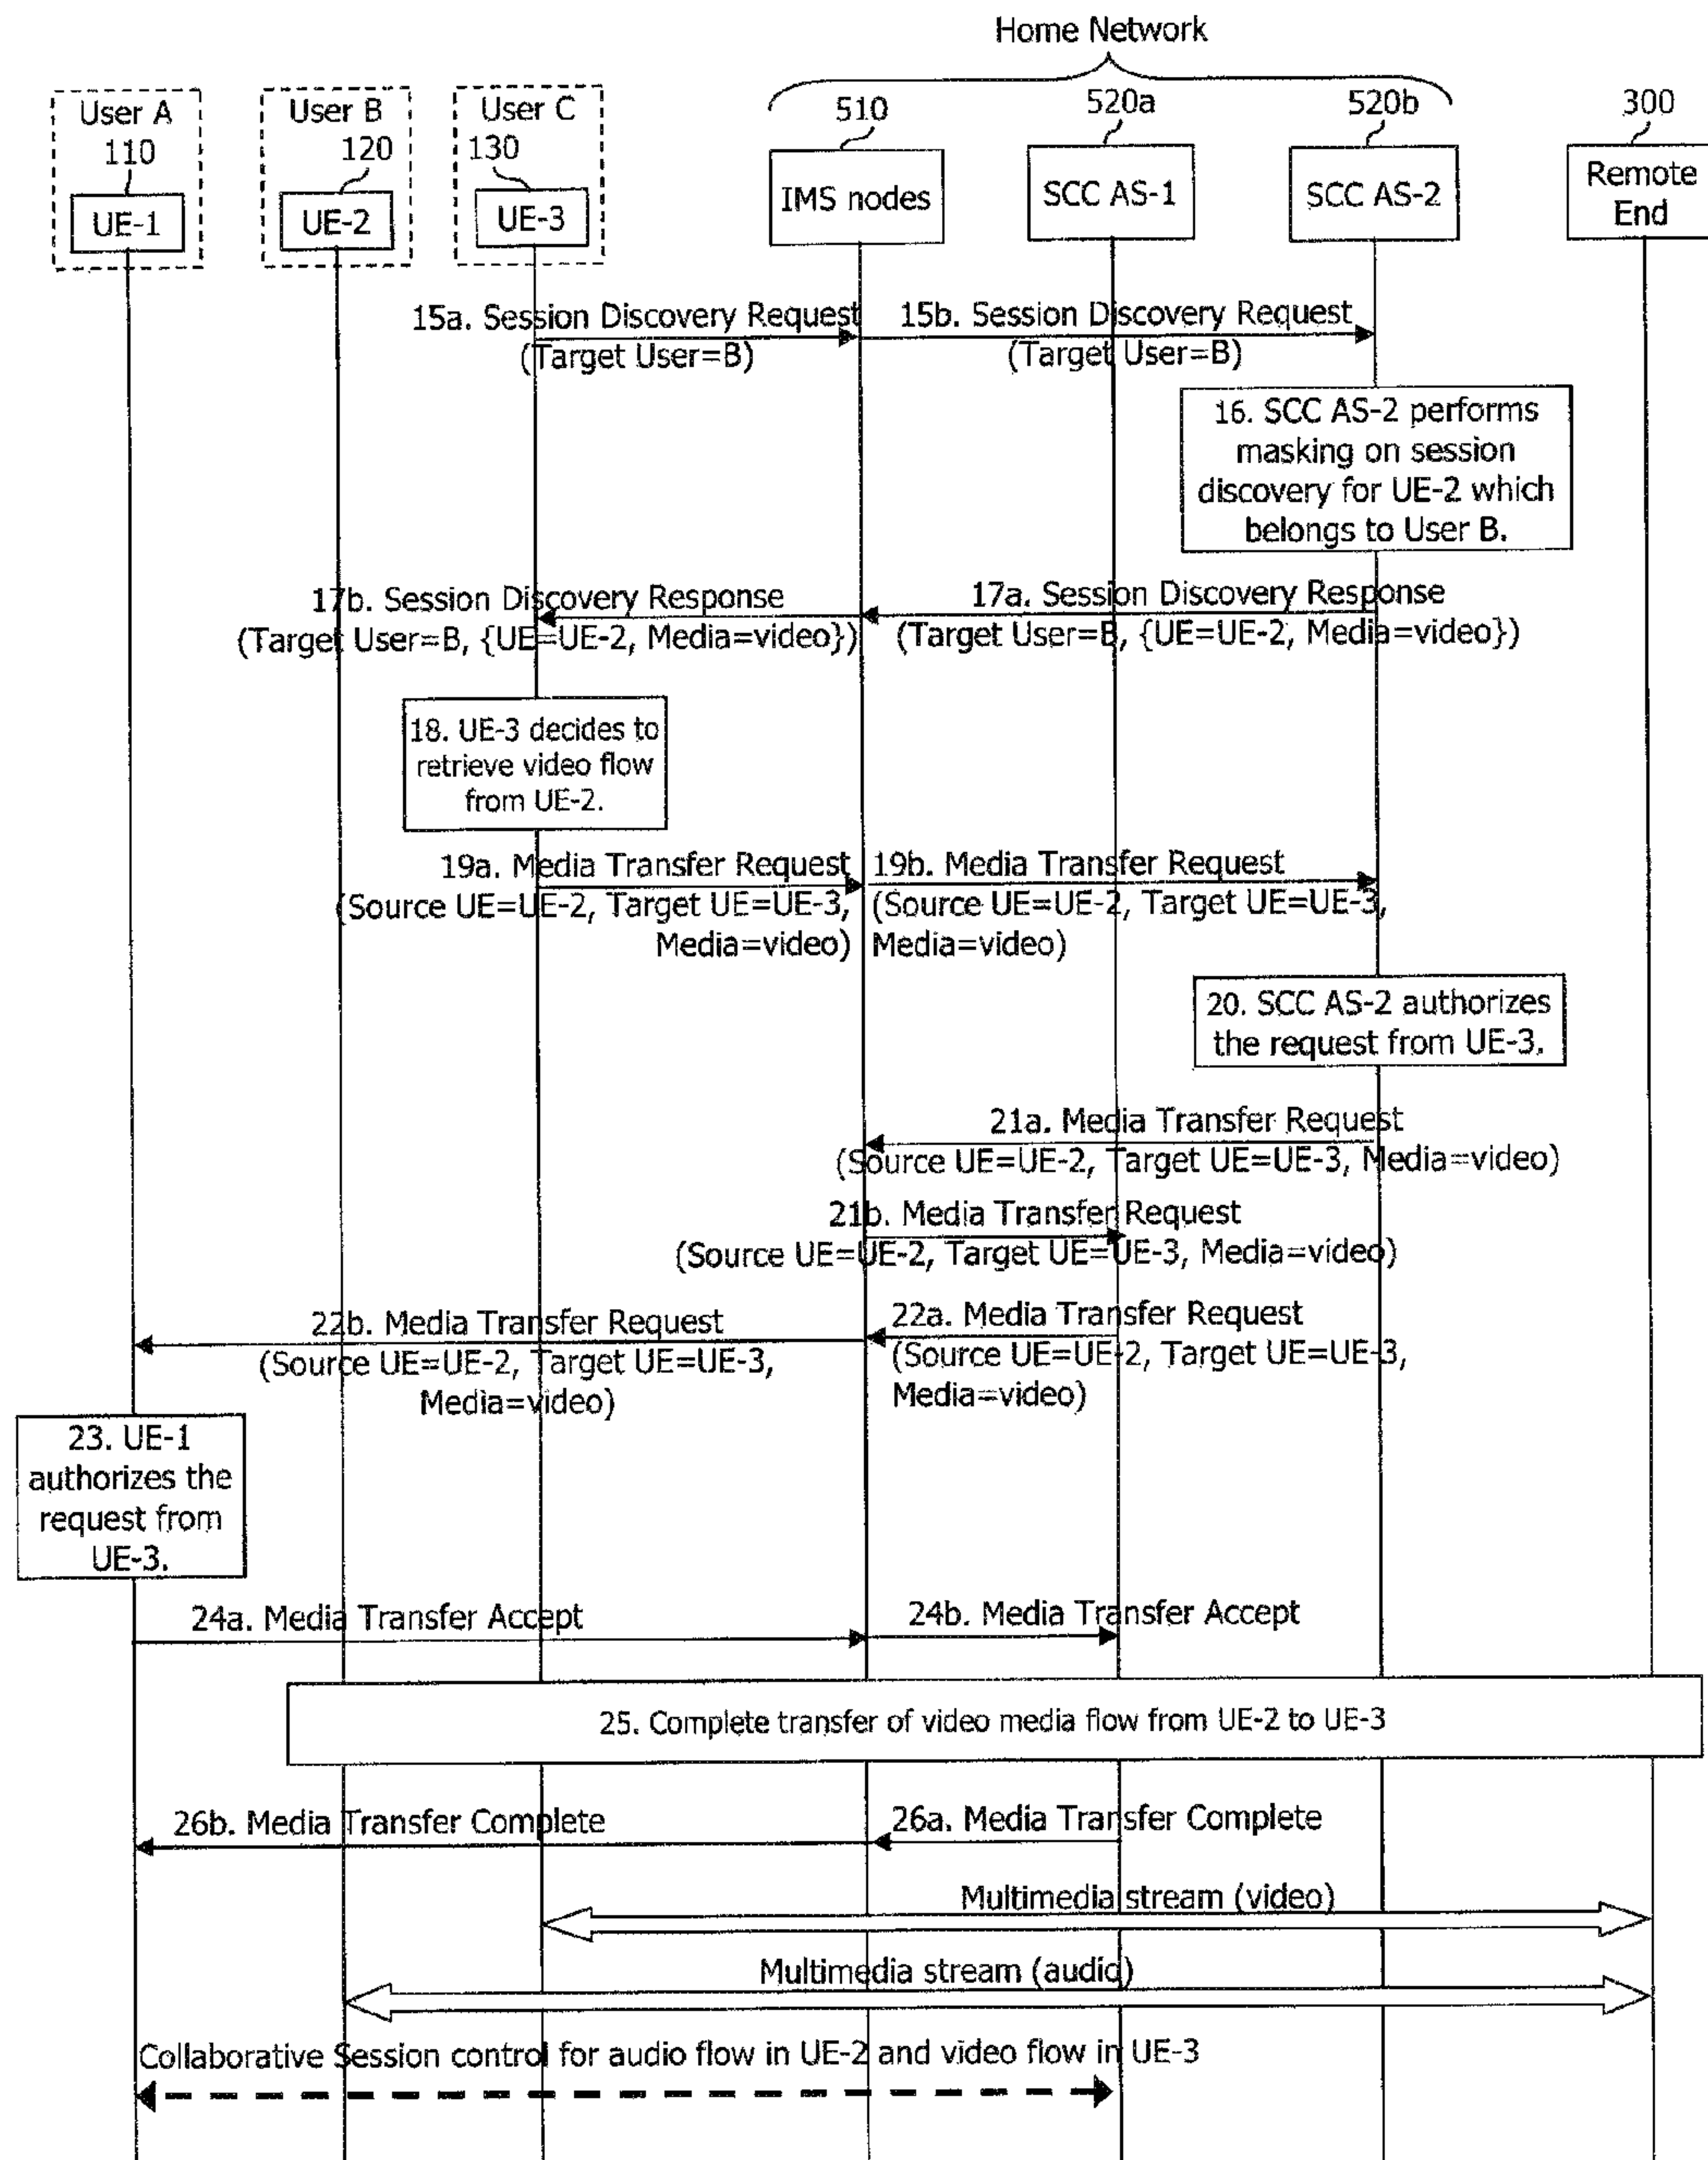 Home Network
User A
110
UE-1
User B
120
UE-2
User C
130
UE-3
510
IMS nodes
520a
SCC AS-1
520b
SCC AS-2
300
Remote
End
15a. Session Discovery Request
(Target User=B)
15b. Session Discovery Request
(Target User=B)
16. SCC AS-2 performs
masking on session
discovery for UE-2 which
belongs to User B.
17b. Session Discovery Response
(Target User=B, {UE=UE-2, Media=video})
17a. Session Discovery Response
(Target User=B, {UE=UE-2, Media=video})
18. UE-3 decides to
retrieve video flow
from UE-2.
19a. Media Transfer Request
(Source UE=UE-2, Target UE=UE-3,
Media=video)
19b. Media Transfer Request
(Source UE=UE-2, Target UE=UE-3,
Media=video)
20. SCC AS-2 authorizes
the request from UE-3.
21a. Media Transfer Request
(Source UE=UE-2, Target UE=UE-3, Media=video)
21b. Media Transfer Request
(Source UE=UE-2, Target UE=UE-3, Media=video)
22b. Media Transfer Request
(Source UE=UE-2, Target UE=UE-3,
Media=video)
22a. Media Transfer Request
(Source UE=UE-2, Target UE=UE-3,
Media=video)
23. UE-1
authorizes the
request from
UE-3.
24a. Media Transfer Accept
24b. Media Transfer Accept
25. Complete transfer of video media flow from UE-2 to UE-3
26b. Media Transfer Complete
26a. Media Transfer Complete
Multimedia stream (video)
Multimedia stream (audio)
Collaborative Session control for audio flow in UE-2 and video flow in UE-3